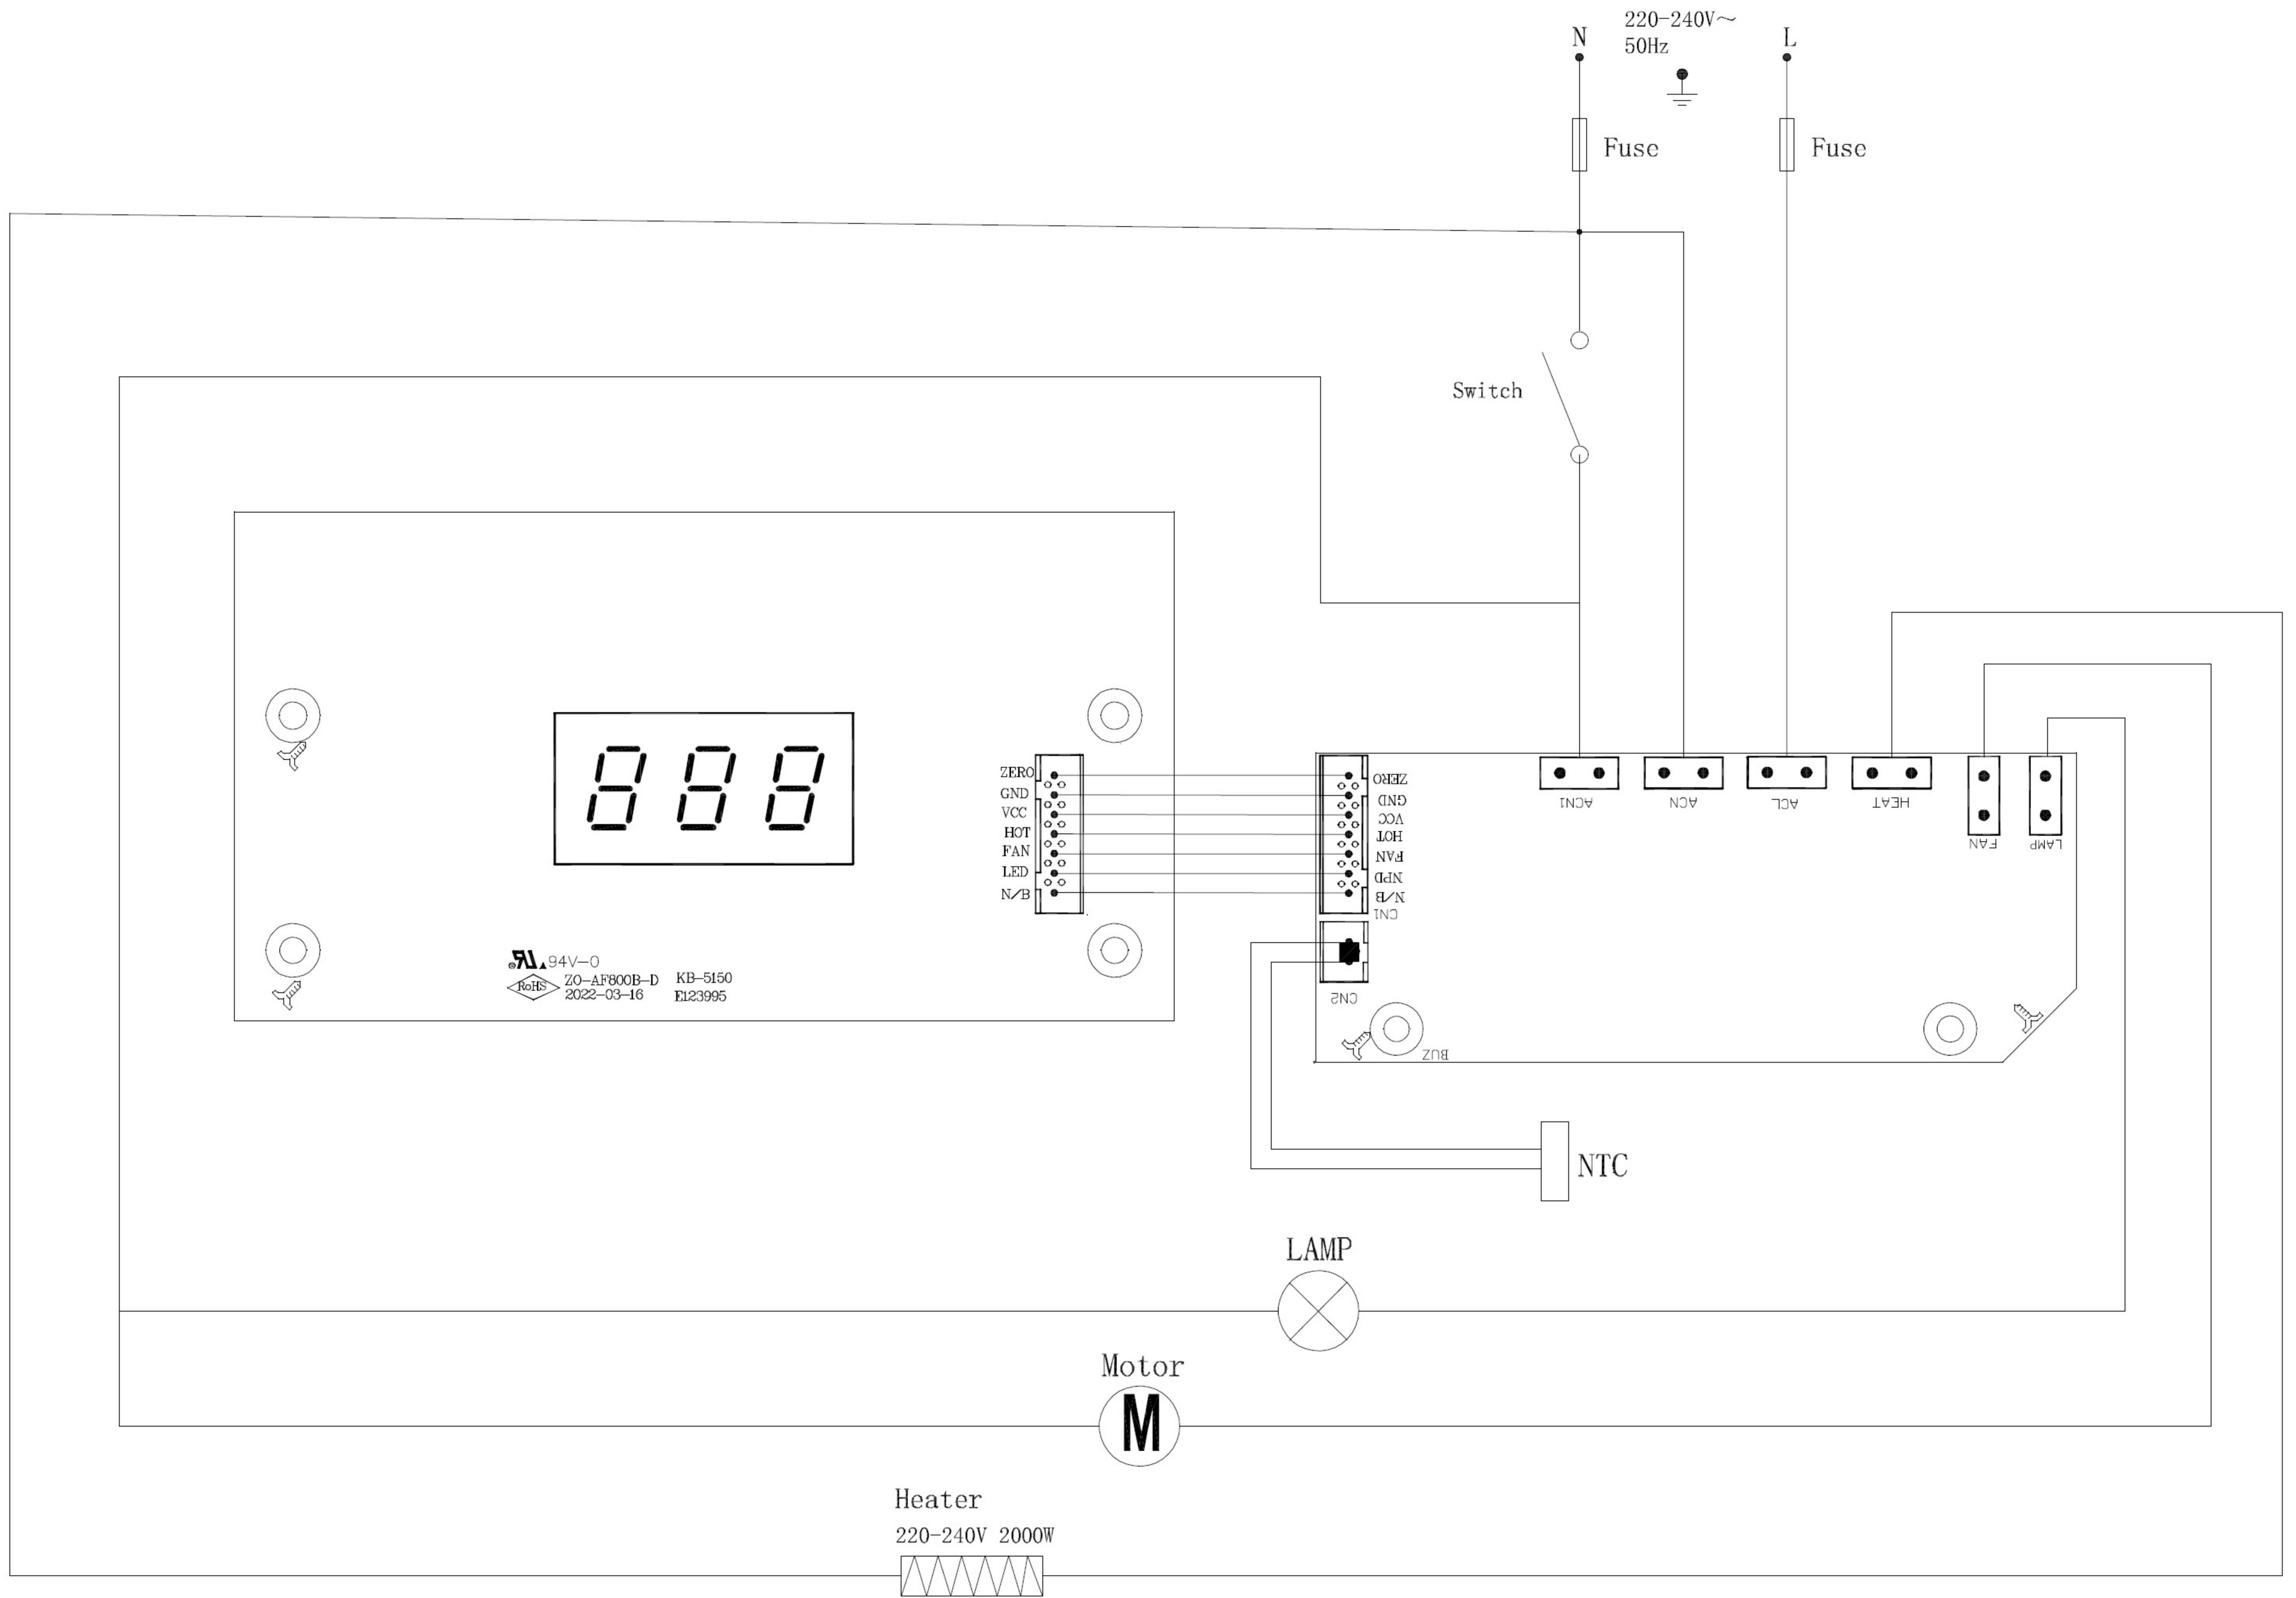 220-240V~
N
50Hz
L
Fuse
Fuse
Switch
ZERO
GND
VCC
HOT
FAN
LED
N/B
ZERO
GND
VCC
HOT
FAN
NPD
N/B
CN1
ACN1
ACN
ACL
HEAT
FAN
LAMP
94V-0
RoHS
ZO-AF800B-D KB-5150
2022-03-16 E123995
CN2
BUZ
NTC
LAMP
Motor
M
Heater
220-240V 2000W